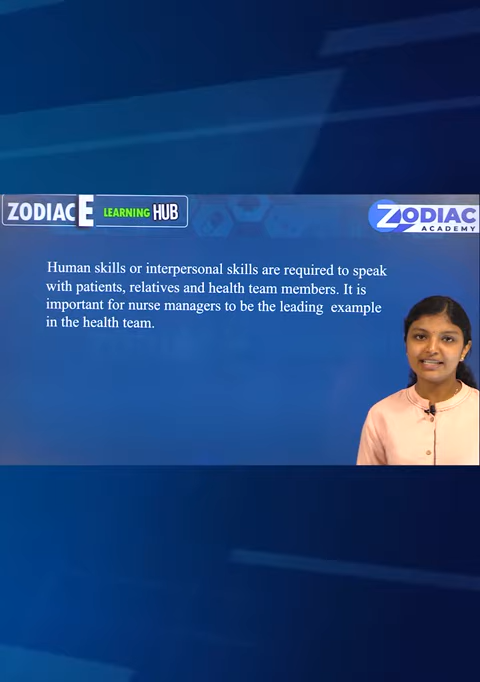 ZODIAC E LEARNING HUB
ZODIAC
ACADEMY
Human skills or interpersonal skills are required to speak
with patients, relatives and health team members. It is
important for nurse managers to be the leading example
in the health team.